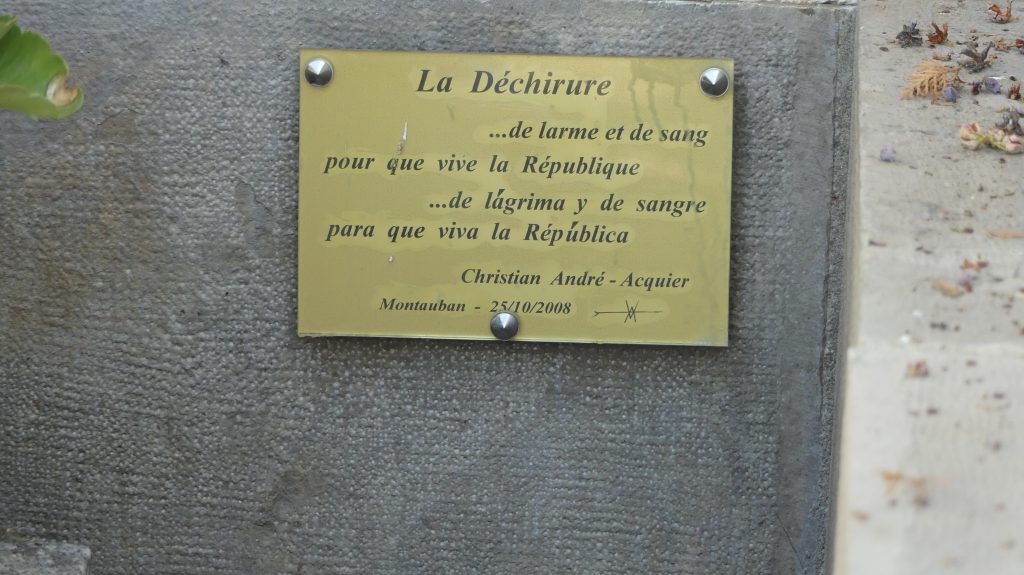 La Déchirure
...de larme et de sang
pour que vive la République
...de lágrima y de sangre
para que viva la Répública
Christian André - Acquier
Montauban - 25/10/2008